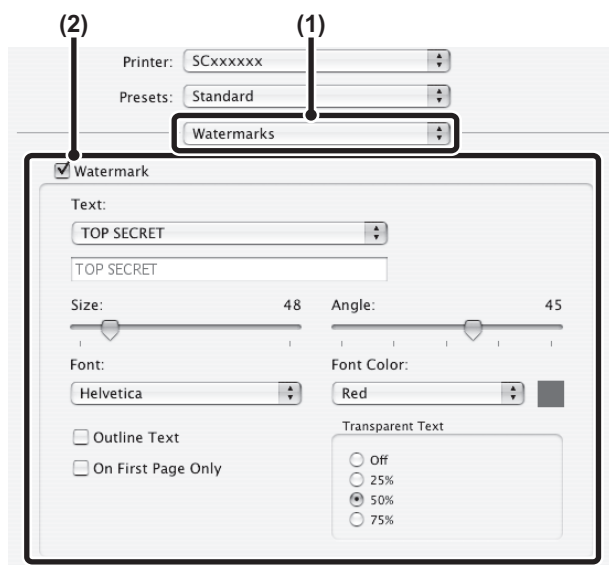 (2) (1)
Printer: SCxxxxxx
Presets: Standard
Watermarks
Watermark
Text:
TOP SECRET
TOP SECRET
Size: 48 Angle: 45
Font: Font Color:
Helvetica Red
Outline Text Transparent Text
On First Page Only Off
25%
50%
75%